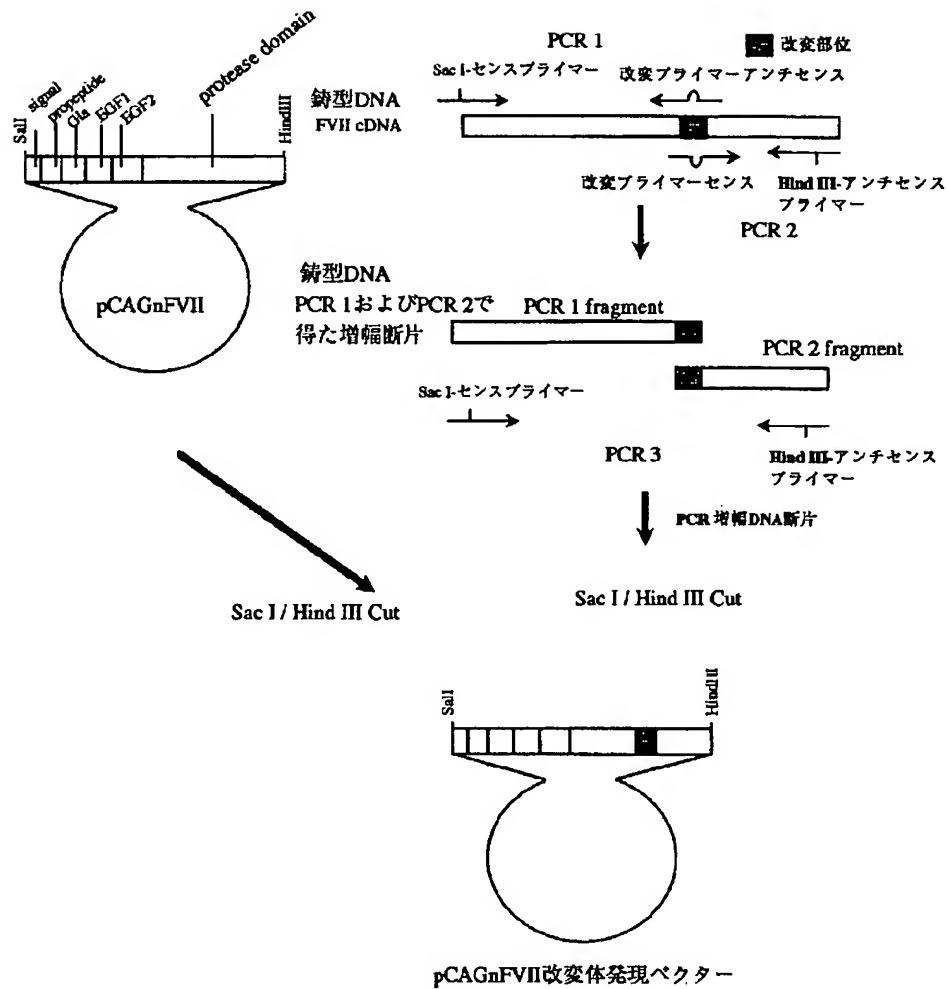 SalI
signal
propeptide
Gla
EGF1
EGF2
protease domain
HindIII
pCAGnFVII
PCR 1
改変部位
Sac I-センスプライマー
改変プライマーアンチセンス
鋳型DNA
FVII cDNA
改変プライマーセンス
Hind III-アンチセンス
プライマー
PCR 2
鋳型DNA
PCR 1およびPCR 2で
得た増幅断片
PCR 1 fragment
PCR 2 fragment
Sac I-センスプライマー
PCR 3
Hind III-アンチセンス
プライマー
PCR 増幅DNA断片
Sac I / Hind III Cut
Sac I / Hind III Cut
SalI
HindIII
pCAGnFVII改変体発現ベクター